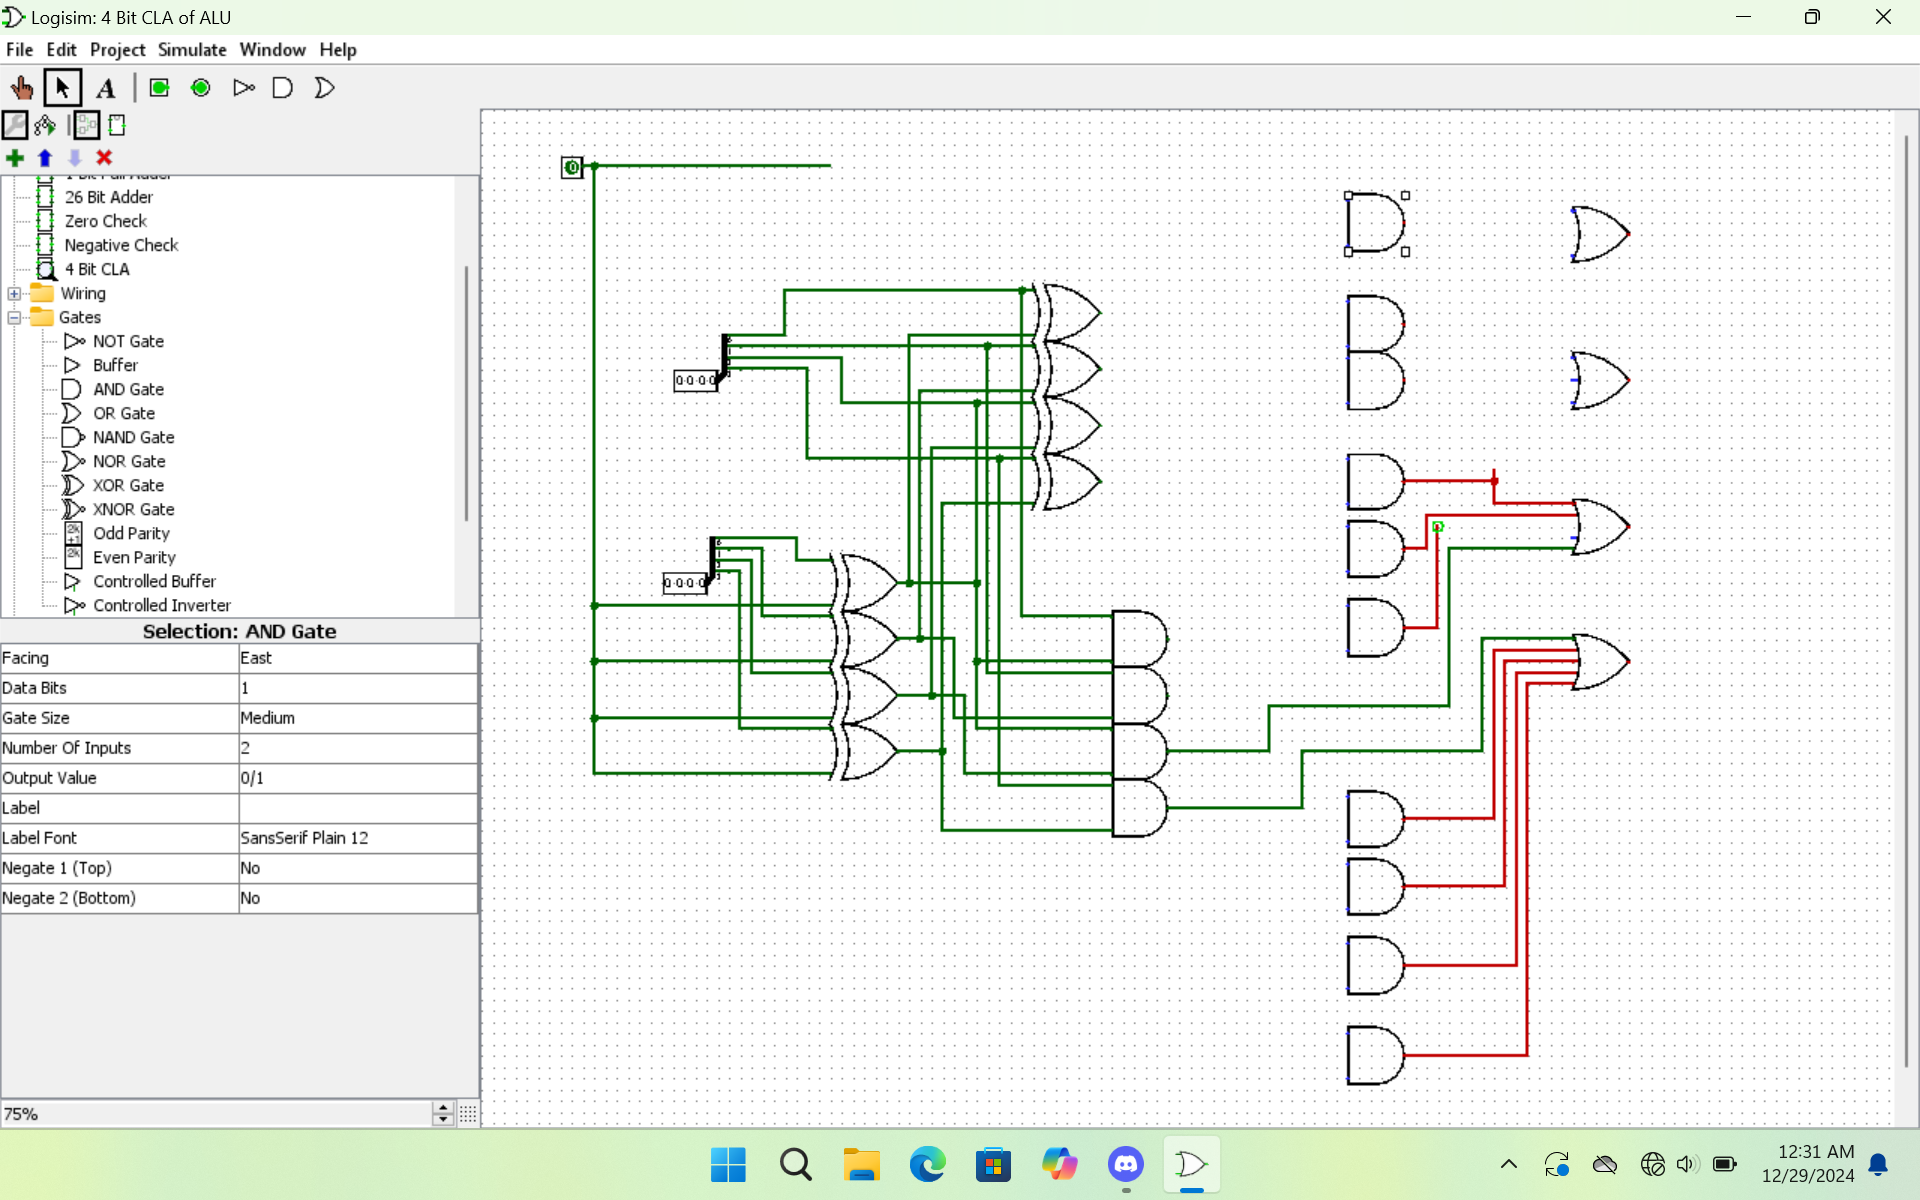 Logisim: 4 Bit CLA of ALU
File Edit Project Simulate Window Help
A
1 Bit Full Adder
26 Bit Adder
Zero Check
Negative Check
4 Bit CLA
Wiring
Gates
NOT Gate
Buffer
AND Gate
OR Gate
NAND Gate
NOR Gate
XOR Gate
XNOR Gate
Odd Parity
Even Parity
Controlled Buffer
Controlled Inverter
Selection: AND Gate
Facing East
Data Bits 1
Gate Size Medium
Number Of Inputs 2
Output Value 0/1
Label
Label Font SansSerif Plain 12
Negate 1 (Top) No
Negate 2 (Bottom) No
75%
0
0 0 0 0
0 0 0 0
12:31 AM
12/29/2024